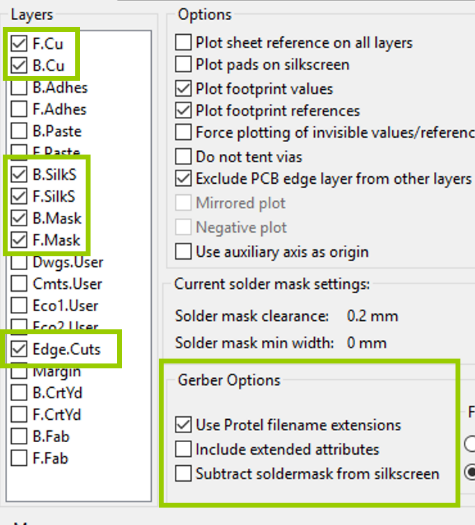 Layers
F.Cu
B.Cu
B.Adhes
F.Adhes
B.Paste
F.Paste
B.SilkS
F.SilkS
B.Mask
F.Mask
Dwgs.User
Cmts.User
Eco1.User
Eco2.User
Edge.Cuts
Margin
B.CrtYd
F.CrtYd
B.Fab
F.Fab
Options
Plot sheet reference on all layers
Plot pads on silkscreen
Plot footprint values
Plot footprint references
Force plotting of invisible values/referenc
Do not tent vias
Exclude PCB edge layer from other layers
Mirrored plot
Negative plot
Use auxiliary axis as origin
Current solder mask settings:
Solder mask clearance: 0.2 mm
Solder mask min width: 0 mm
Gerber Options
Use Protel filename extensions
Include extended attributes
Subtract soldermask from silkscreen
F